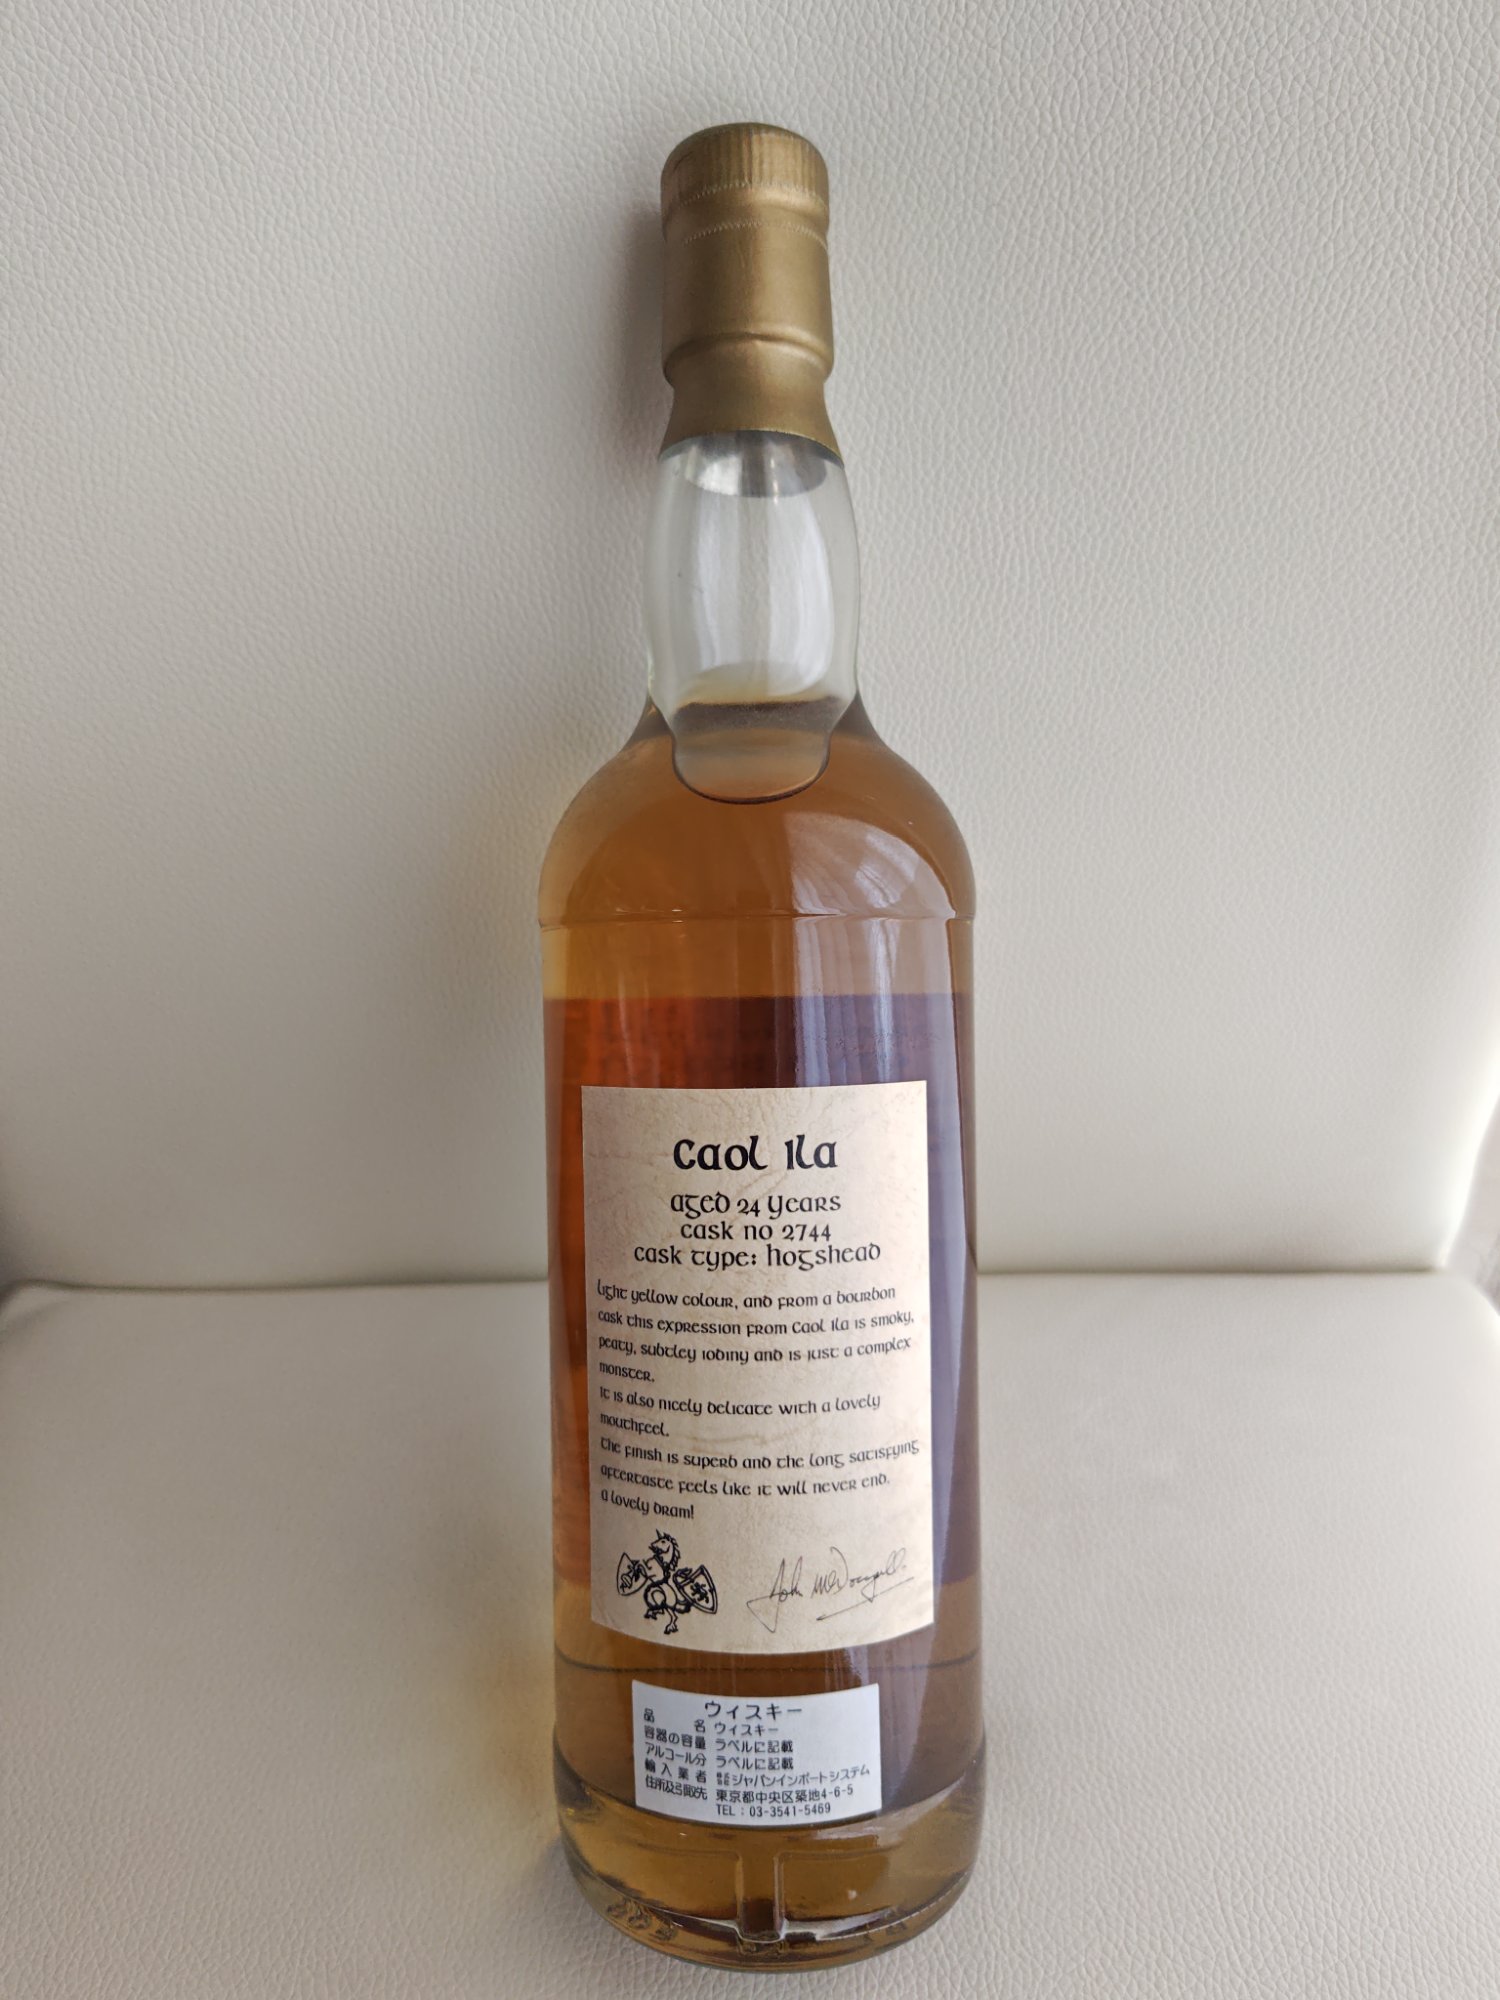 Caol Ila
aged 24 years
cask no 2744
cask type: hogshead
Light yellow colour, and from a bourbon
cask this expression from Caol Ila is smoky,
peaty, subtley iodiny and is just a complex
monster.
It is also nicely delicate with a lovely
mouthfeel.
The finish is superb and the long satisfying
aftertaste feels like it will never end.
A lovely dram!
John McDougall
ウィスキー
品名 ウィスキー
容器の容量 ラベルに記載
アルコール分 ラベルに記載
輸入業者 株式会社ジャパンインポートシステム
住所及引取先 東京都中央区築地4-6-5
TEL：03-3541-5469